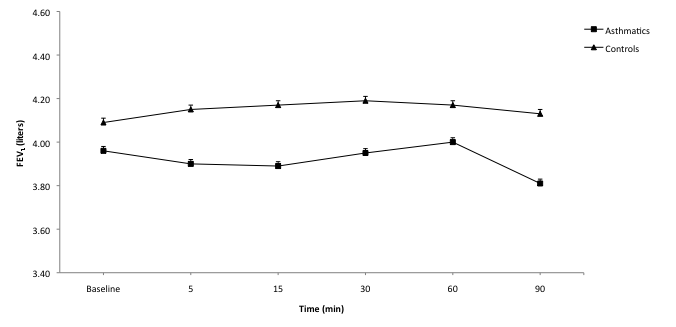 4.60
4.40
4.20
4.00
3.80
3.60
3.40
FEV1 (liters)
Baseline 5 15 30 60 90
Time (min)
Asthmatics
Controls